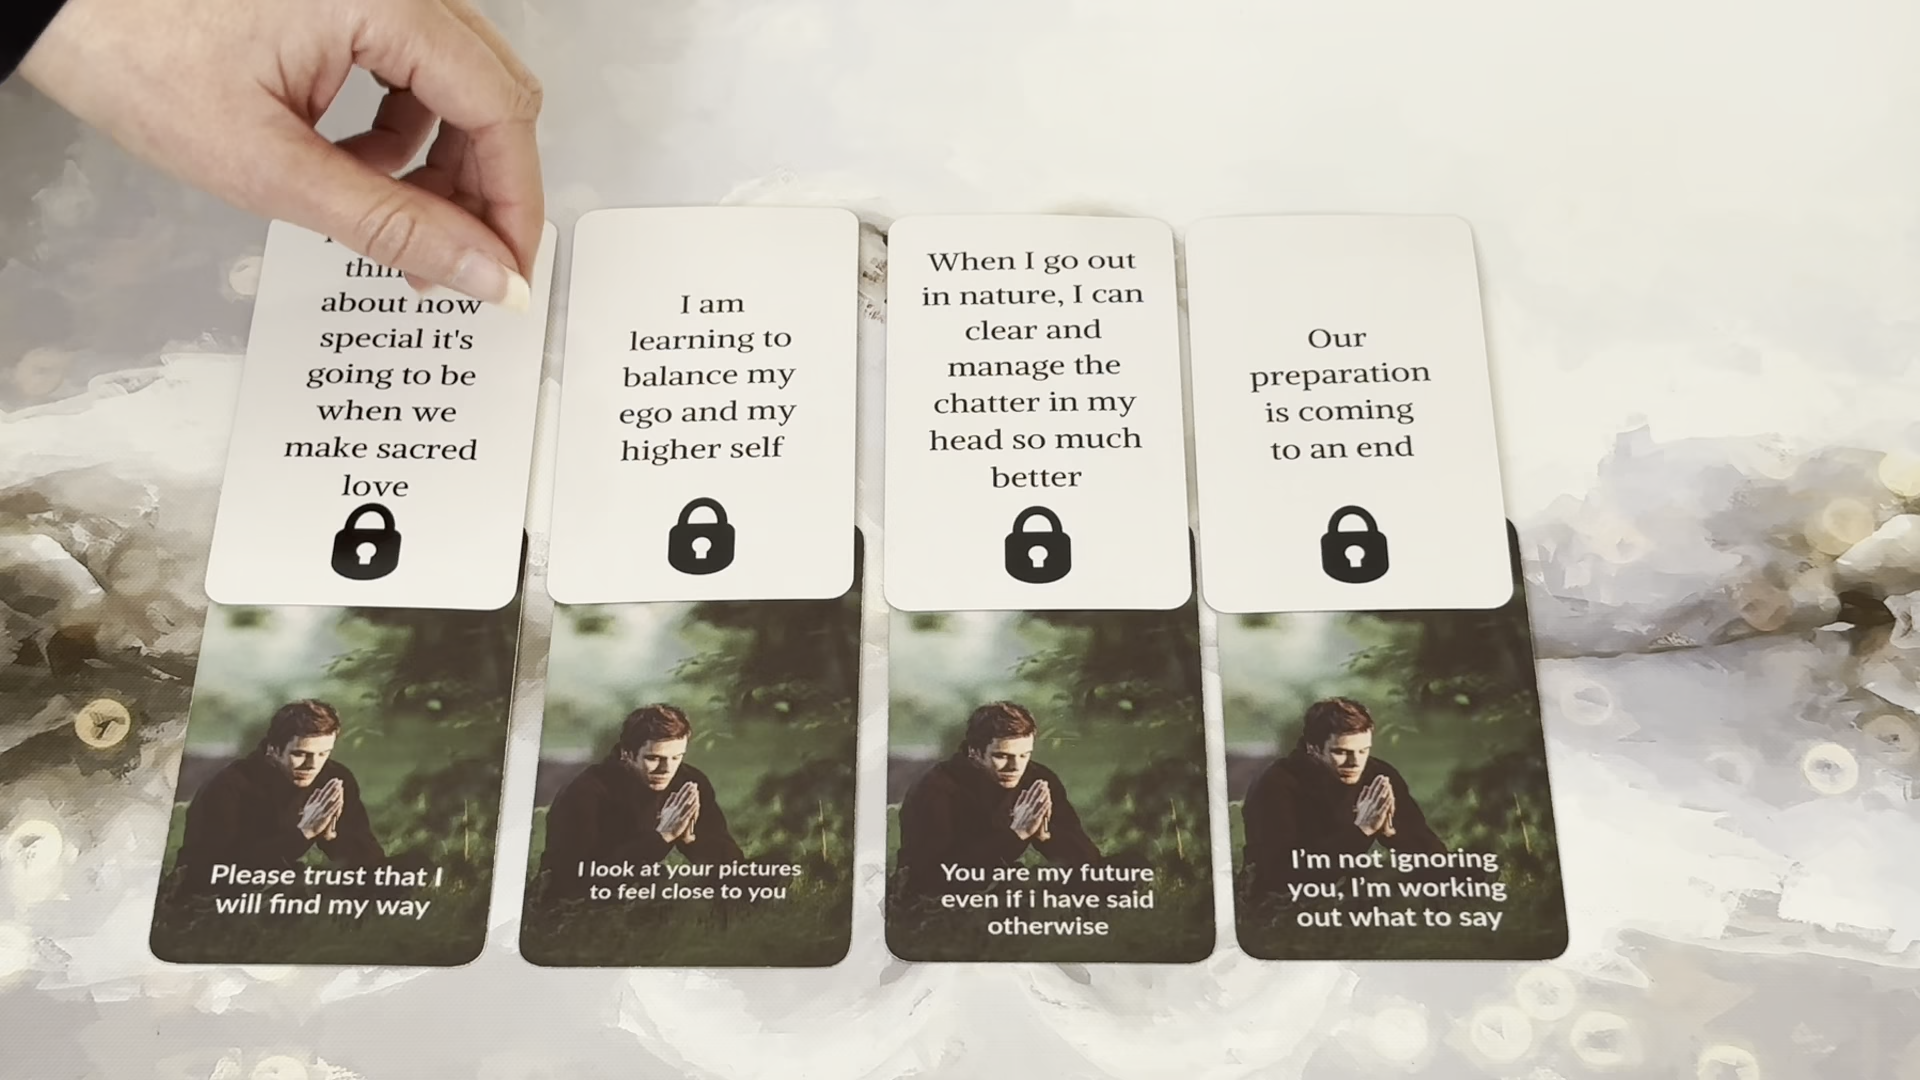 about how
special it's
going to be
when we
make sacred
love
I am
learning to
balance my
ego and my
higher self
When I go out
in nature, I can
clear and
manage the
chatter in my
head so much
better
Our
preparation
is coming
to an end
Please trust that I
will find my way
I look at your pictures
to feel close to you
You are my future
even if i have said
otherwise
I'm not ignoring
you, I'm working
out what to say